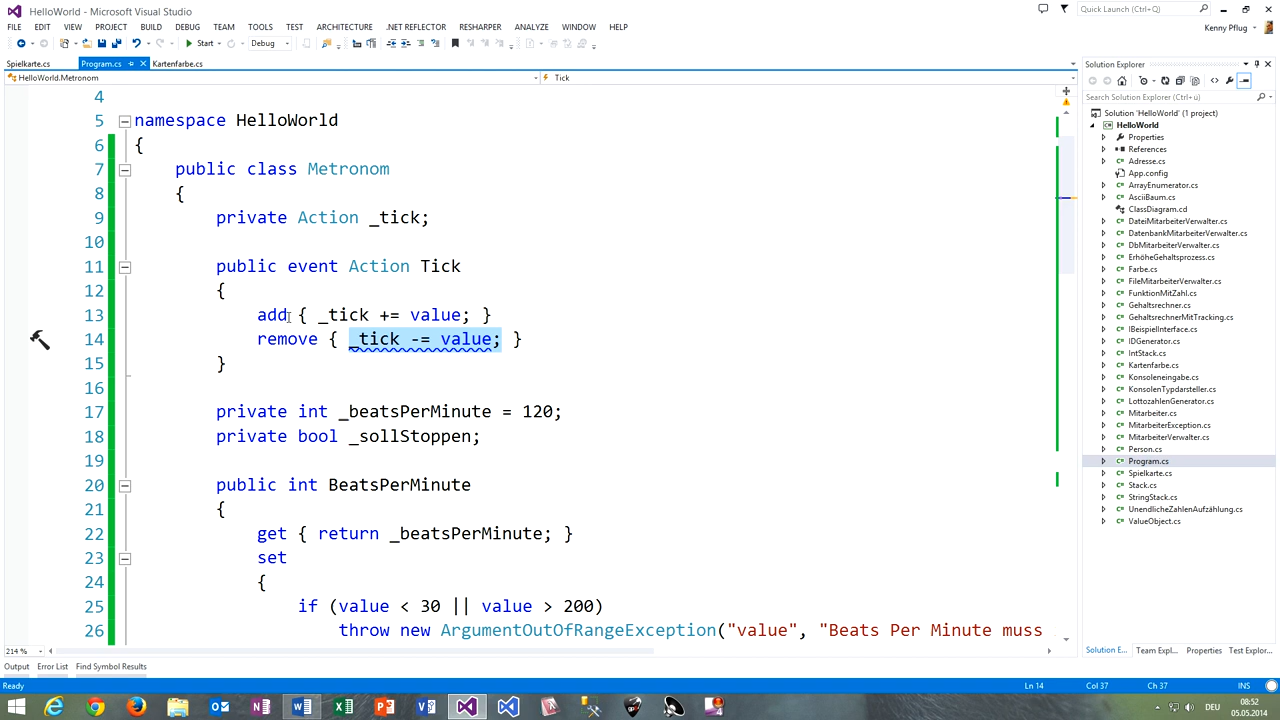 HelloWorld - Microsoft Visual Studio
Quick Launch (Ctrl+Q)
FILE EDIT VIEW PROJECT BUILD DEBUG TEAM TOOLS TEST ARCHITECTURE .NET REFLECTOR RESHARPER ANALYZE WINDOW HELP
Kenny Pflug
Start Debug
Spielkarte.cs Program.cs Kartenfarbe.cs
HelloWorld.Metronom Tick
4
5 namespace HelloWorld
6 {
7 public class Metronom
8 {
9 private Action _tick;
10
11 public event Action Tick
12 {
13 add { _tick += value; }
14 remove { _tick -= value; }
15 }
16
17 private int _beatsPerMinute = 120;
18 private bool _sollStoppen;
19
20 public int BeatsPerMinute
21 {
22 get { return _beatsPerMinute; }
23 set
24 {
25 if (value < 30 || value > 200)
26 throw new ArgumentOutOfRangeException("value", "Beats Per Minute muss
214 %
Solution Explorer
Search Solution Explorer (Ctrl+ü)
Solution 'HelloWorld' (1 project)
HelloWorld
Properties
References
Adresse.cs
App.config
ArrayEnumerator.cs
AsciiBaum.cs
ClassDiagram.cd
DateiMitarbeiterVerwalter.cs
DatenbankMitarbeiterVerwalter.cs
DbMitarbeiterVerwalter.cs
ErhöheGehaltsprozess.cs
Farbe.cs
FileMitarbeiterVerwalter.cs
FunktionMitZahl.cs
Gehaltsrechner.cs
GehaltsrechnerMitTracking.cs
IBeispielInterface.cs
IDGenerator.cs
IntStack.cs
Kartenfarbe.cs
Konsoleneingabe.cs
KonsolenTypdarsteller.cs
LottozahlenGenerator.cs
Mitarbeiter.cs
MitarbeiterException.cs
MitarbeiterVerwalter.cs
Person.cs
Program.cs
Spielkarte.cs
Stack.cs
StringStack.cs
UnendlicheZahlenAufzählung.cs
ValueObject.cs
Solution E... Team Expl... Properties Test Explor...
Output Error List Find Symbol Results
Ready Ln 14 Col 37 Ch 37 INS
DEU 08:52
05.05.2014